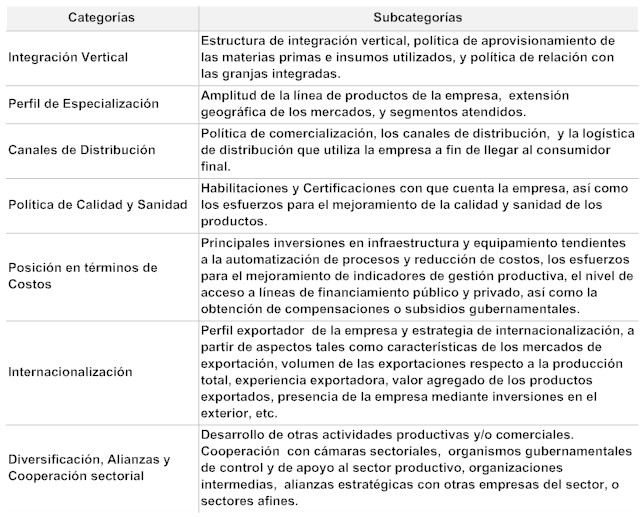 Categorías Subcategorías
Integración Vertical
Estructura de integración vertical, política de aprovisionamiento de
las materias primas e insumos utilizados, y política de relación con
las granjas integradas.
Perfil de Especialización
Amplitud de la línea de productos de la empresa, extensión
geográfica de los mercados, y segmentos atendidos.
Canales de Distribución
Política de comercialización, los canales de distribución, y la logística
de distribución que utiliza la empresa a fin de llegar al consumidor
final.
Política de Calidad y Sanidad
Habilitaciones y Certificaciones con que cuenta la empresa, así como
los esfuerzos para el mejoramiento de la calidad y sanidad de los
productos.
Posición en términos de
Costos
Principales inversiones en infraestructura y equipamiento tendientes
a la automatización de procesos y reducción de costos, los esfuerzos
para el mejoramiento de indicadores de gestión productiva, el nivel de
acceso a líneas de financiamiento público y privado, así como la
obtención de compensaciones o subsidios gubernamentales.
Internacionalización
Perfil exportador de la empresa y estrategia de internacionalización, a
partir de aspectos tales como características de los mercados de
exportación, volumen de las exportaciones respecto a la producción
total, experiencia exportadora, valor agregado de los productos
exportados, presencia de la empresa mediante inversiones en el
exterior, etc.
Diversificación, Alianzas y
Cooperación sectorial
Desarrollo de otras actividades productivas y/o comerciales.
Cooperación con cámaras sectoriales, organismos gubernamentales
de control y de apoyo al sector productivo, organizaciones
intermedias, alianzas estratégicas con otras empresas del sector, o
sectores afines.